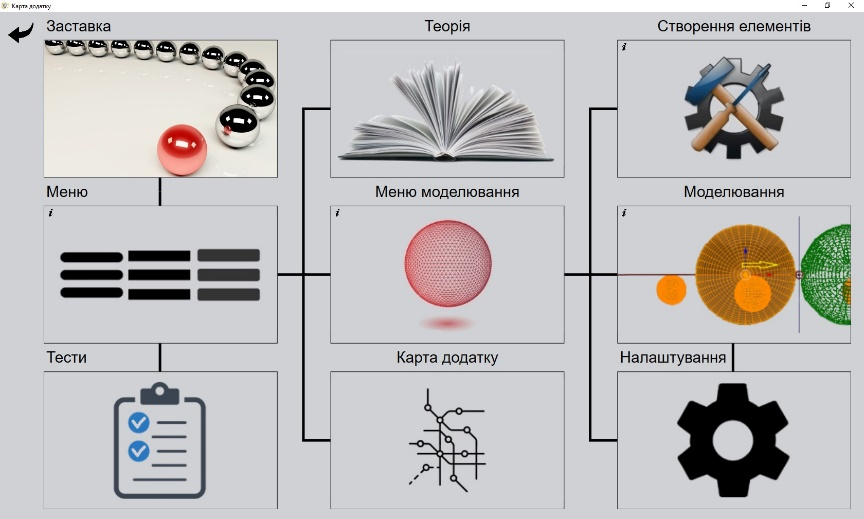 Карта додатку
Заставка
Теорія
Створення елементів
i
Меню
Меню моделювання
Моделювання
i
i
i
Тести
Карта додатку
Налаштування